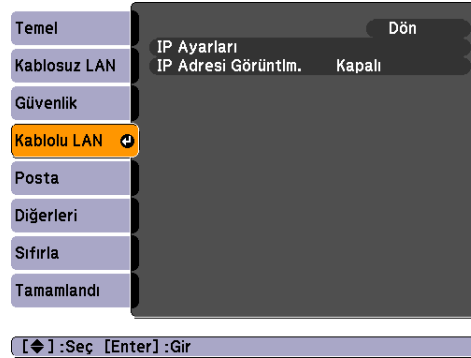 Temel
Kablosuz LAN
Güvenlik
Kablolu LAN
Posta
Diğerleri
Sıfırla
Tamamlandı
Dön
IP Ayarları
IP Adresi Görüntlm. Kapalı
[◆] :Seç [Enter] :Gir